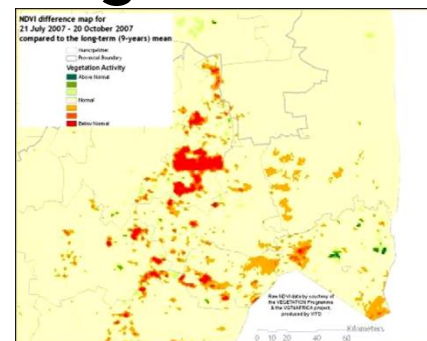 NDVI difference map for
21 July 2007 - 20 October 2007
compared to the long-term (9-years) mean
Municipalities
Provincial Boundary
Vegetation Activity
Above Normal
Normal
Below Normal
Raw NDVI data by courtesy of
the VEGETATION Programme
& the VGT4AFRICA project,
produced by VITO
Kilometers
0 10 20 40 60